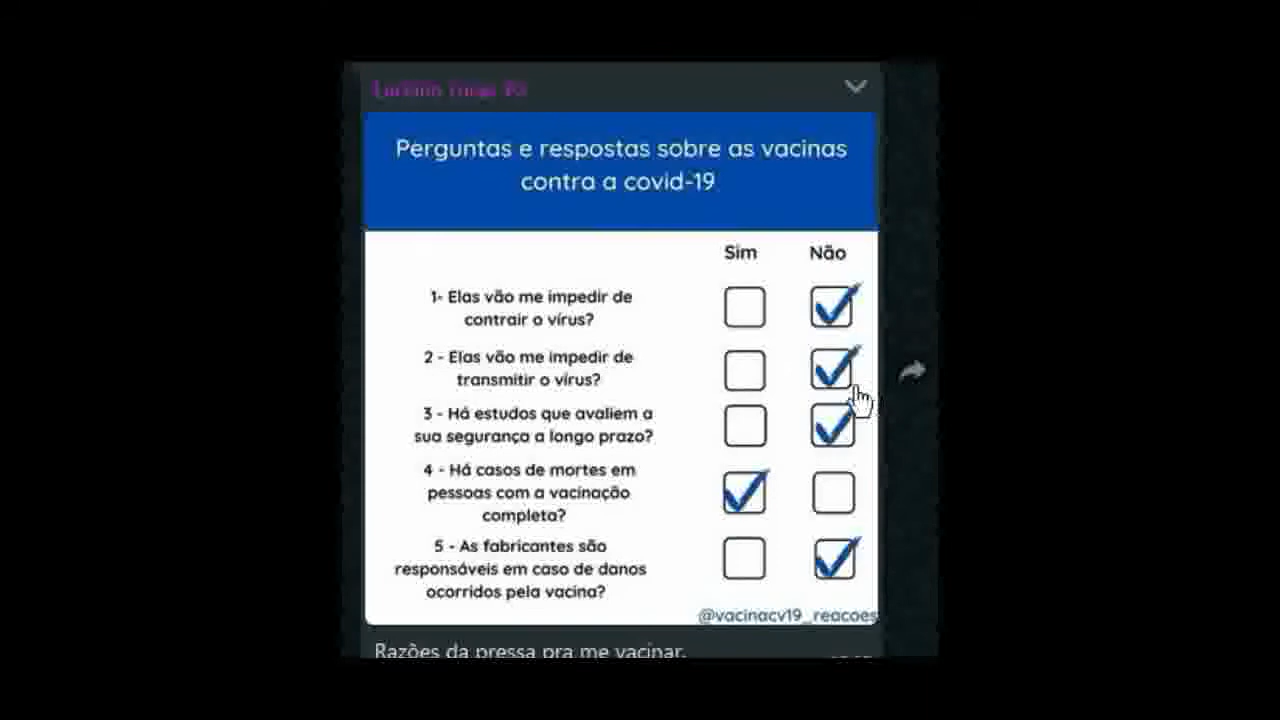 Perguntas e respostas sobre as vacinas
contra a covid-19
Sim Não
1- Elas vão me impedir de
contrair o vírus?
2 - Elas vão me impedir de
transmitir o vírus?
3 - Há estudos que avaliem a
sua segurança a longo prazo?
4 - Há casos de mortes em
pessoas com a vacinação
completa?
5 - As fabricantes são
responsáveis em caso de danos
ocorridos pela vacina?
@vacinacv19_reacoes
Razões da pressa pra me vacinar.